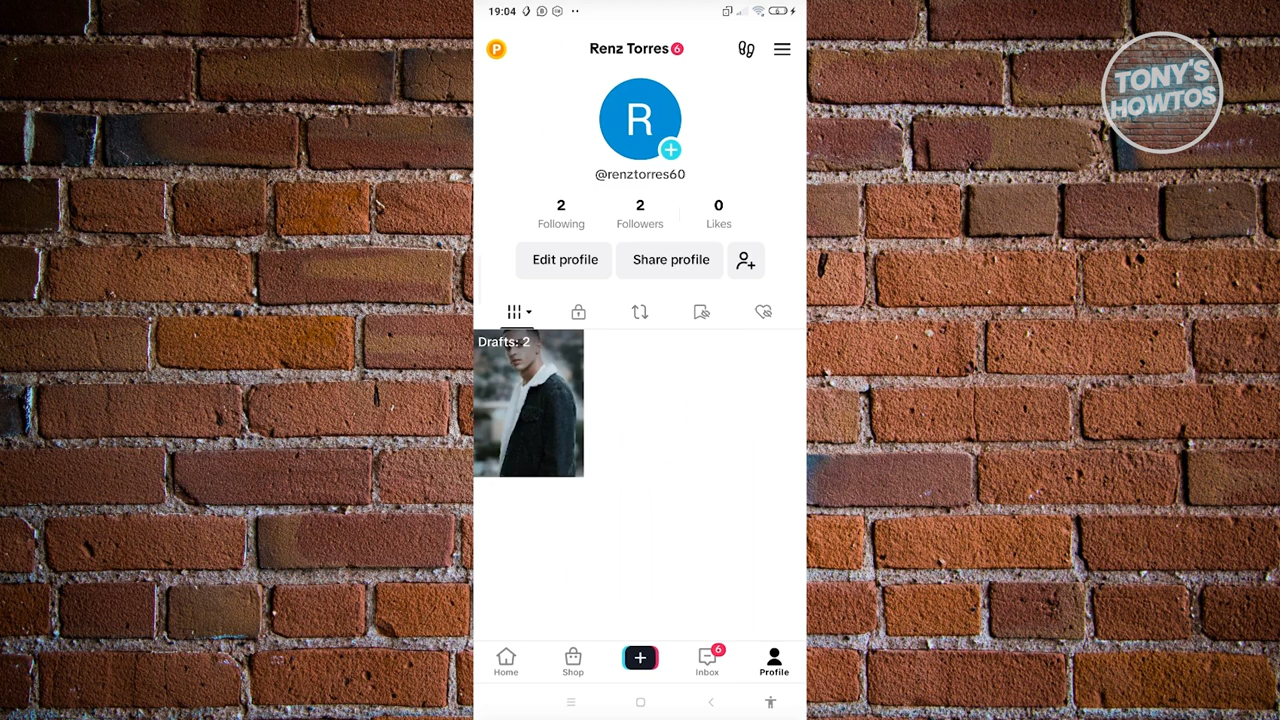 19:04
Renz Torres 6
P
TONY'S
HOWTOS
R
@renztorres60
2 2 0
Following Followers Likes
Edit profile Share profile
Drafts: 2
6
Home Shop Inbox Profile